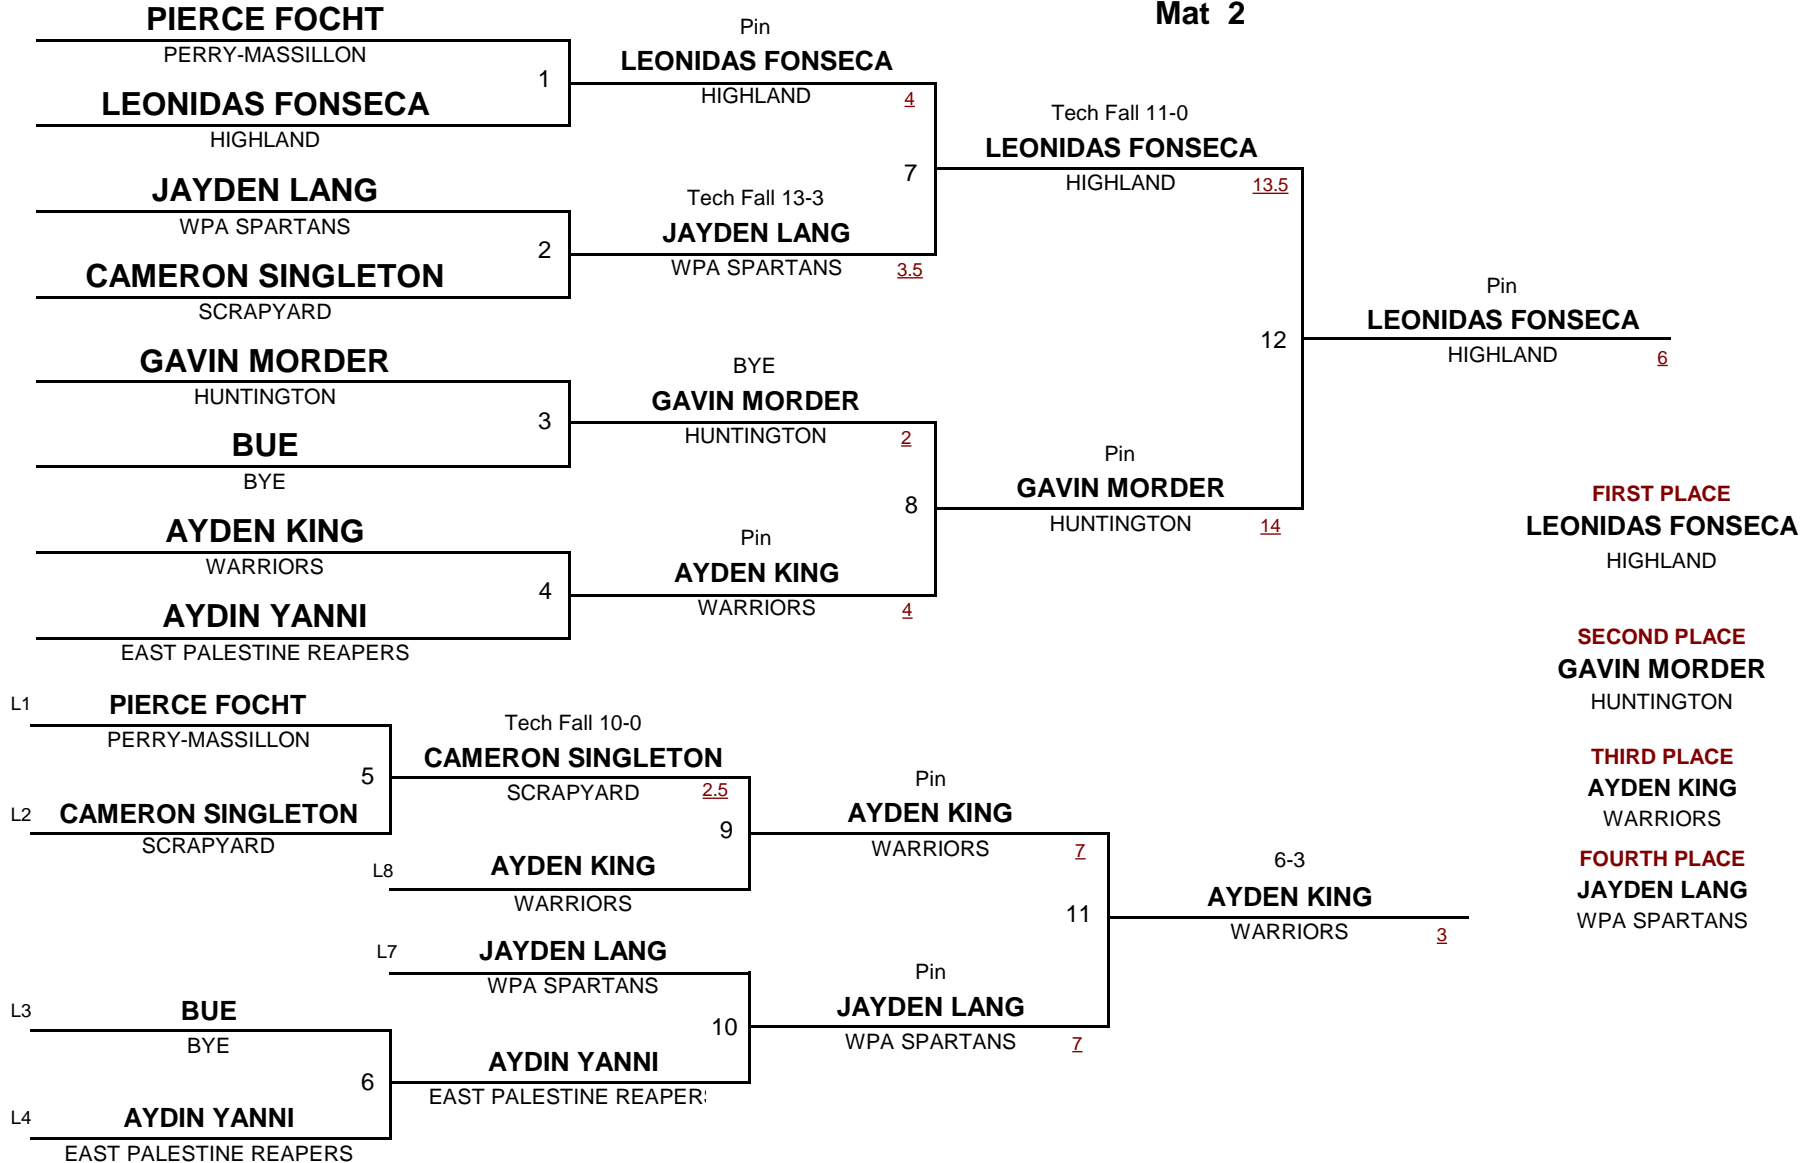 Mat 2
PIERCE FOCHT
PERRY-MASSILLON
1
LEONIDAS FONSECA
HIGHLAND
JAYDEN LANG
WPA SPARTANS
2
CAMERON SINGLETON
SCRAPYARD
GAVIN MORDER
HUNTINGTON
3
BUE
BYE
AYDEN KING
WARRIORS
4
AYDIN YANNI
EAST PALESTINE REAPERS
Pin
LEONIDAS FONSECA
HIGHLAND 4
7
Tech Fall 13-3
JAYDEN LANG
WPA SPARTANS 3.5
BYE
GAVIN MORDER
HUNTINGTON 2
8
Pin
AYDEN KING
WARRIORS 4
Tech Fall 11-0
LEONIDAS FONSECA
HIGHLAND 13.5
12
Pin
GAVIN MORDER
HUNTINGTON 14
Pin
LEONIDAS FONSECA
HIGHLAND 6
FIRST PLACE
LEONIDAS FONSECA
HIGHLAND
SECOND PLACE
GAVIN MORDER
HUNTINGTON
THIRD PLACE
AYDEN KING
WARRIORS
FOURTH PLACE
JAYDEN LANG
WPA SPARTANS
L1 PIERCE FOCHT
PERRY-MASSILLON
5
L2 CAMERON SINGLETON
SCRAPYARD
L3 BUE
BYE
6
L4 AYDIN YANNI
EAST PALESTINE REAPERS
Tech Fall 10-0
CAMERON SINGLETON
SCRAPYARD 2.5
9
L8 AYDEN KING
WARRIORS
L7 JAYDEN LANG
WPA SPARTANS
10
AYDIN YANNI
EAST PALESTINE REAPER
Pin
AYDEN KING
WARRIORS 7
11
Pin
JAYDEN LANG
WPA SPARTANS 7
6-3
AYDEN KING
WARRIORS 3